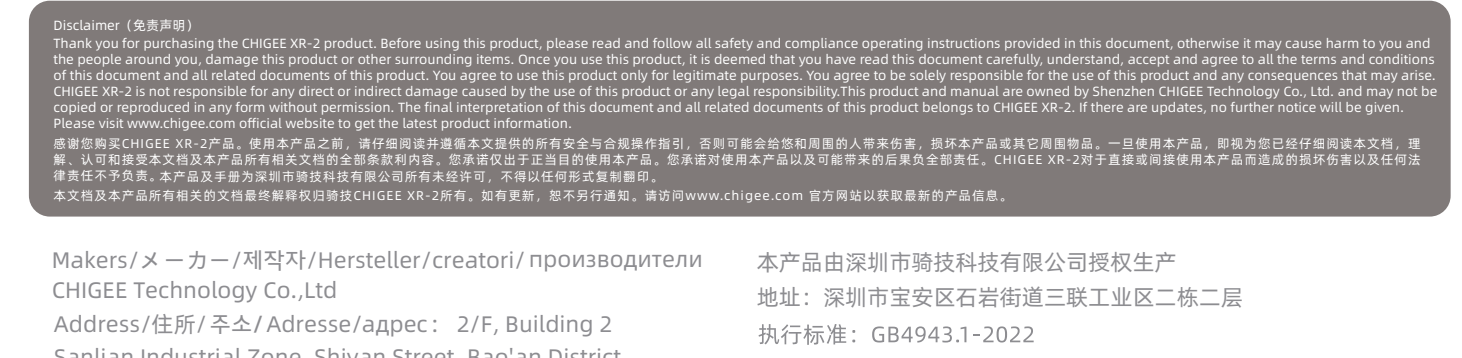 Disclaimer（免责声明）
Thank you for purchasing the CHIGEE XR-2 product. Before using this product, please read and follow all safety and compliance operating instructions provided in this document, otherwise it may cause harm to you and
the people around you, damage this product or other surrounding items. Once you use this product, it is deemed that you have read this document carefully, understand, accept and agree to all the terms and conditions
of this document and all related documents of this product. You agree to use this product only for legitimate purposes. You agree to be solely responsible for the use of this product and any consequences that may arise.
CHIGEE XR-2 is not responsible for any direct or indirect damage caused by the use of this product or any legal responsibility.This product and manual are owned by Shenzhen CHIGEE Technology Co., Ltd. and may not be
copied or reproduced in any form without permission. The final interpretation of this document and all related documents of this product belongs to CHIGEE XR-2. If there are updates, no further notice will be given.
Please visit www.chigee.com official website to get the latest product information.
感谢您购买CHIGEE XR-2产品。使用本产品之前，请仔细阅读并遵循本文提供的所有安全与合规操作指引，否则可能会给您和周围的人带来伤害，损坏本产品或其它周围物品。一旦使用本产品，即视为您已经仔细阅读本文档，理
解、认可和接受本文档及本产品所有相关文档的全部条款利内容。您承诺仅出于正当目的使用本产品。您承诺对使用本产品以及可能带来的后果负全部责任。CHIGEE XR-2对于直接或间接使用本产品而造成的损坏伤害以及任何法
律责任不予负责。本产品及手册为深圳市骑技科技有限公司所有未经许可，不得以任何形式复制翻印。
本文档及本产品所有相关的文档最终解释权归骑技CHIGEE XR-2所有。如有更新，恕不另行通知。请访问www.chigee.com 官方网站以获取最新的产品信息。
Makers/メーカー/제작자/Hersteller/creatori/производители
CHIGEE Technology Co.,Ltd
Address/住所/주소/Adresse/адрес： 2/F, Building 2
Sanlian Industrial Zone, Shiyan Street, Bao'an District
本产品由深圳市骑技科技有限公司授权生产
地址：深圳市宝安区石岩街道三联工业区二栋二层
执行标准：GB4943.1-2022